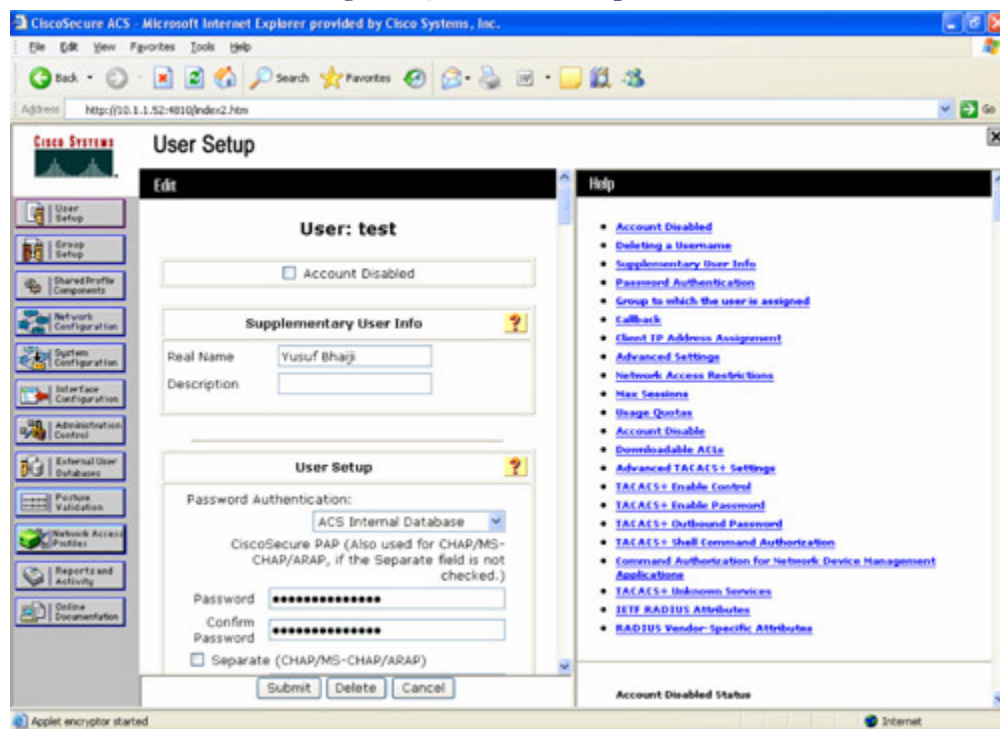 CiscoSecure ACS - Microsoft Internet Explorer provided by Cisco Systems, Inc.
File Edit View Favorites Tools Help
Back Search Favorites
Address http://10.1.1.52:4810/index2.htm Go
CISCO SYSTEMS
User Setup
User Setup
Group Setup
Shared Profile Components
Network Configuration
System Configuration
Interface Configuration
Administration Control
External User Databases
Posture Validation
Network Access Profiles
Reports and Activity
Online Documentation
Edit
User: test
Account Disabled
Supplementary User Info
Real Name Yusuf Bhaiji
Description
User Setup
Password Authentication:
ACS Internal Database
CiscoSecure PAP (Also used for CHAP/MS-
CHAP/ARAP, if the Separate field is not
checked.)
Password ••••••••••••••
Confirm
Password ••••••••••••••
Separate (CHAP/MS-CHAP/ARAP)
Submit Delete Cancel
Help
Account Disabled
Deleting a Username
Supplementary User Info
Password Authentication
Group to which the user is assigned
Callback
Client IP Address Assignment
Advanced Settings
Network Access Restrictions
Max Sessions
Usage Quotas
Account Disable
Downloadable ACLs
Advanced TACACS+ Settings
TACACS+ Enable Control
TACACS+ Enable Password
TACACS+ Outbound Password
TACACS+ Shell Command Authorization
Command Authorization for Network Device Management
Applications
TACACS+ Unknown Services
IETF RADIUS Attributes
RADIUS Vendor-Specific Attributes
Account Disabled Status
Applet encryptor started
Internet